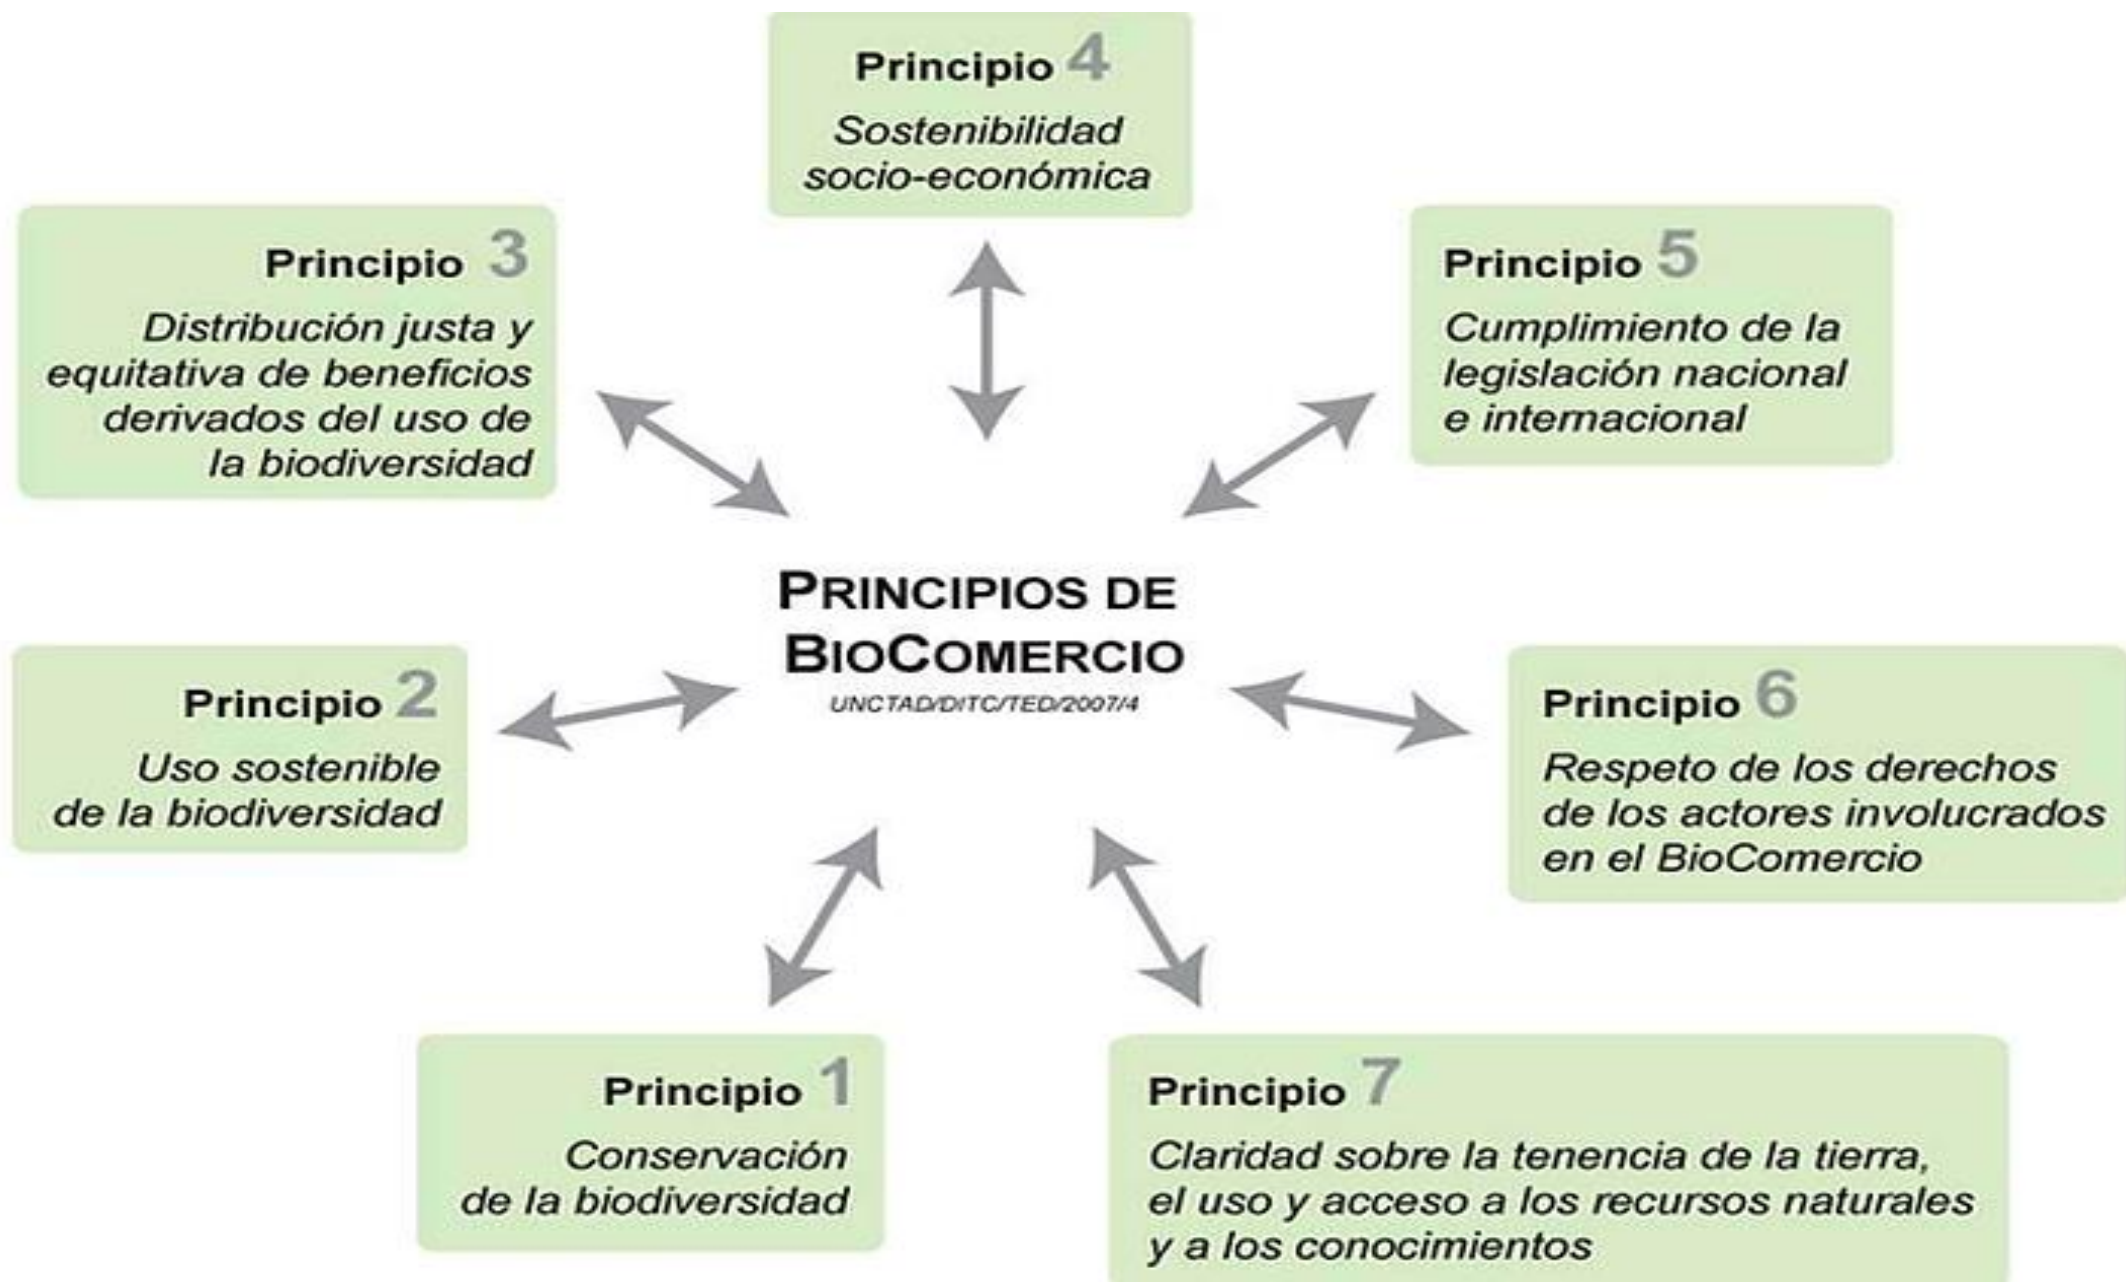 Principio 4
Sostenibilidad
socio-económica
Principio 3
Distribución justa y
equitativa de beneficios
derivados del uso de
la biodiversidad
Principio 5
Cumplimiento de la
legislación nacional
e internacional
PRINCIPIOS DE
BIOCOMERCIO
UNCTAD/DITC/TED/2007/4
Principio 2
Uso sostenible
de la biodiversidad
Principio 6
Respeto de los derechos
de los actores involucrados
en el BioComercio
Principio 1
Conservación
de la biodiversidad
Principio 7
Claridad sobre la tenencia de la tierra,
el uso y acceso a los recursos naturales
y a los conocimientos